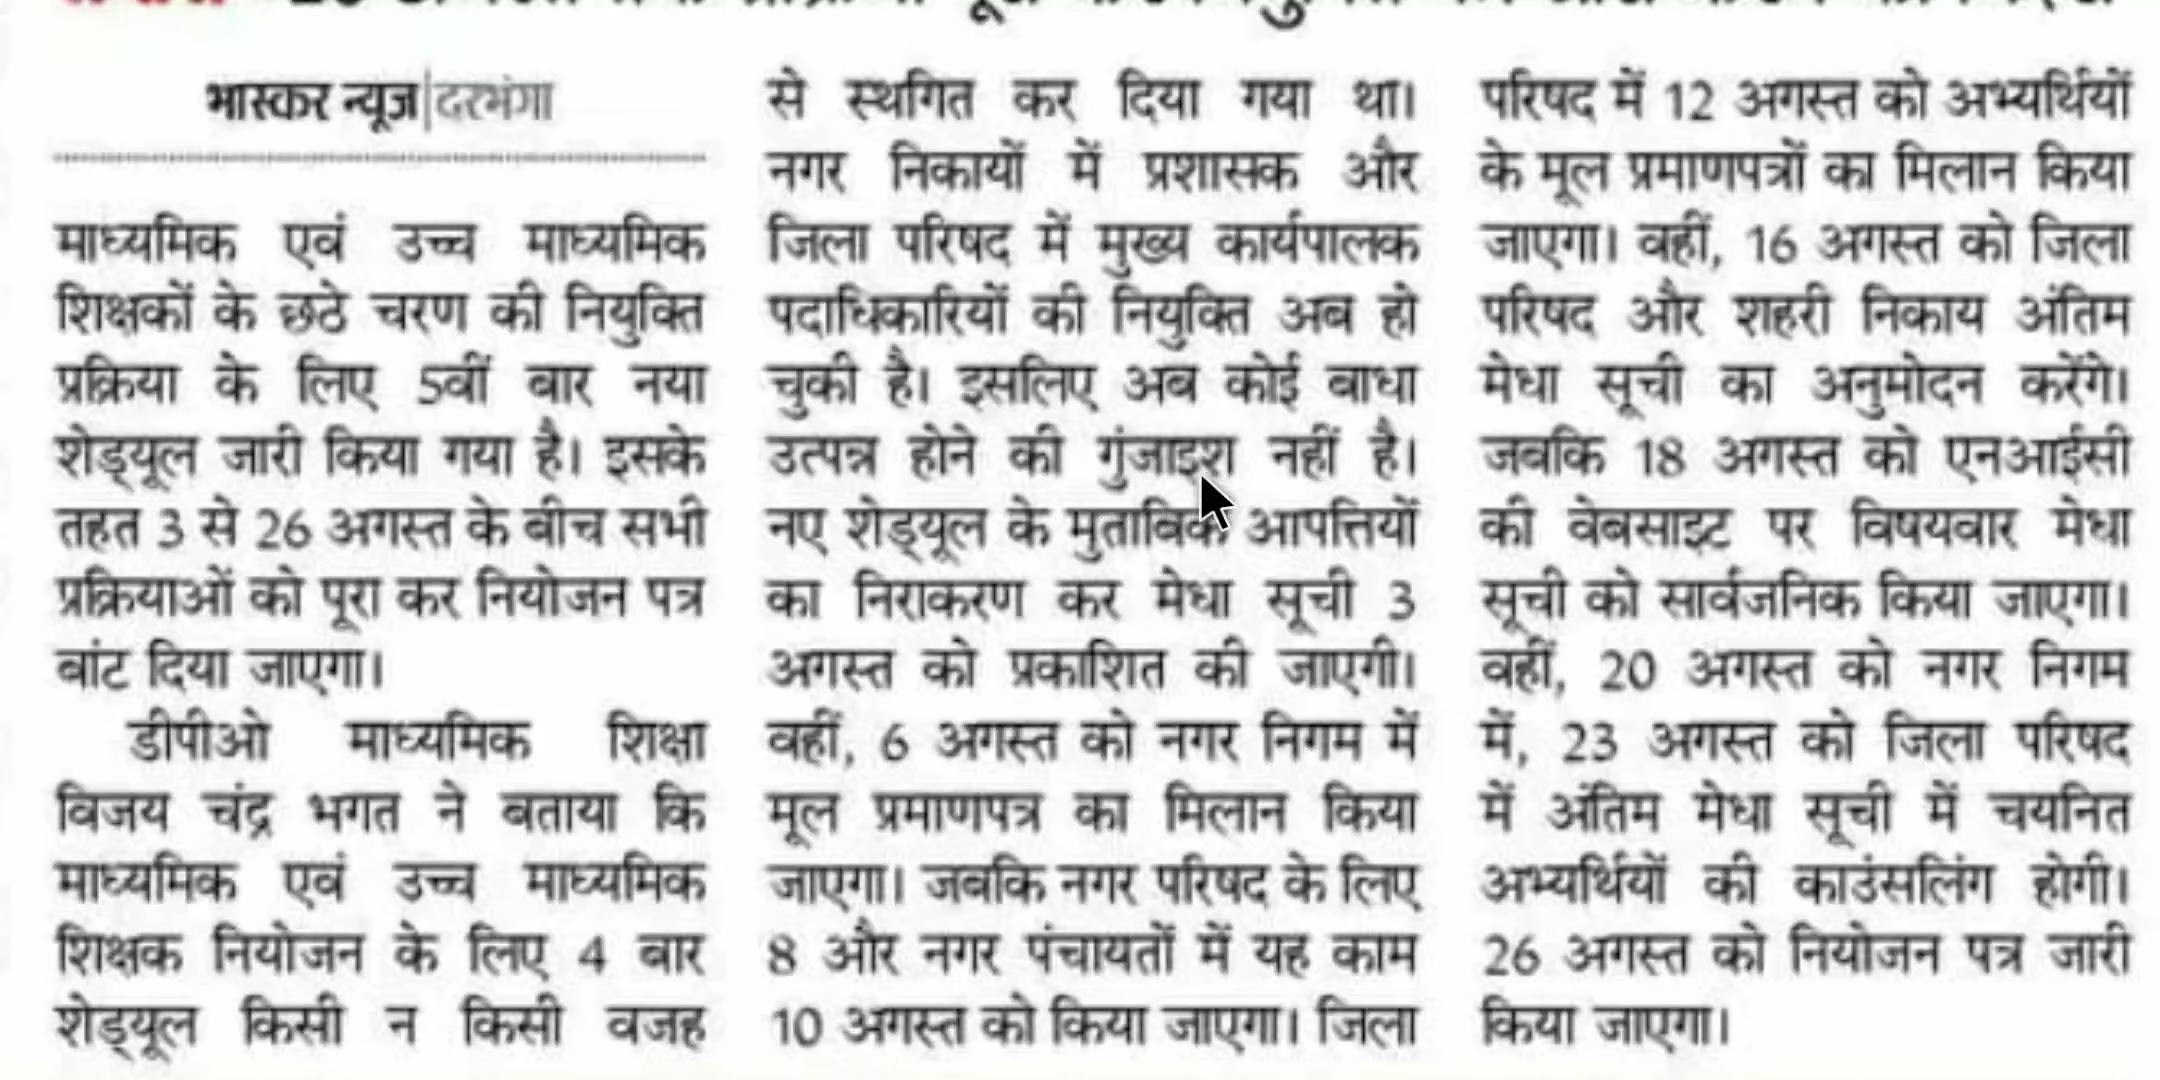 भास्कर न्यूज|दरभंगा
माध्यमिक एवं उच्च माध्यमिक
शिक्षकों के छठे चरण की नियुक्ति
प्रक्रिया के लिए 5वीं बार नया
शेड्यूल जारी किया गया है। इसके
तहत 3 से 26 अगस्त के बीच सभी
प्रक्रियाओं को पूरा कर नियोजन पत्र
बांट दिया जाएगा।
डीपीओ माध्यमिक शिक्षा
विजय चंद्र भगत ने बताया कि
माध्यमिक एवं उच्च माध्यमिक
शिक्षक नियोजन के लिए 4 बार
शेड्यूल किसी न किसी वजह
से स्थगित कर दिया गया था।
नगर निकायों में प्रशासक और
जिला परिषद में मुख्य कार्यपालक
पदाधिकारियों की नियुक्ति अब हो
चुकी है। इसलिए अब कोई बाधा
उत्पन्न होने की गुंजाइश नहीं है।
नए शेड्यूल के मुताबिक आपत्तियों
का निराकरण कर मेधा सूची 3
अगस्त को प्रकाशित की जाएगी।
वहीं, 6 अगस्त को नगर निगम में
मूल प्रमाणपत्र का मिलान किया
जाएगा। जबकि नगर परिषद के लिए
8 और नगर पंचायतों में यह काम
10 अगस्त को किया जाएगा। जिला
परिषद में 12 अगस्त को अभ्यर्थियों
के मूल प्रमाणपत्रों का मिलान किया
जाएगा। वहीं, 16 अगस्त को जिला
परिषद और शहरी निकाय अंतिम
मेधा सूची का अनुमोदन करेंगे।
जबकि 18 अगस्त को एनआईसी
की वेबसाइट पर विषयवार मेधा
सूची को सार्वजनिक किया जाएगा।
वहीं, 20 अगस्त को नगर निगम
में, 23 अगस्त को जिला परिषद
में अंतिम मेधा सूची में चयनित
अभ्यर्थियों की काउंसलिंग होगी।
26 अगस्त को नियोजन पत्र जारी
किया जाएगा।